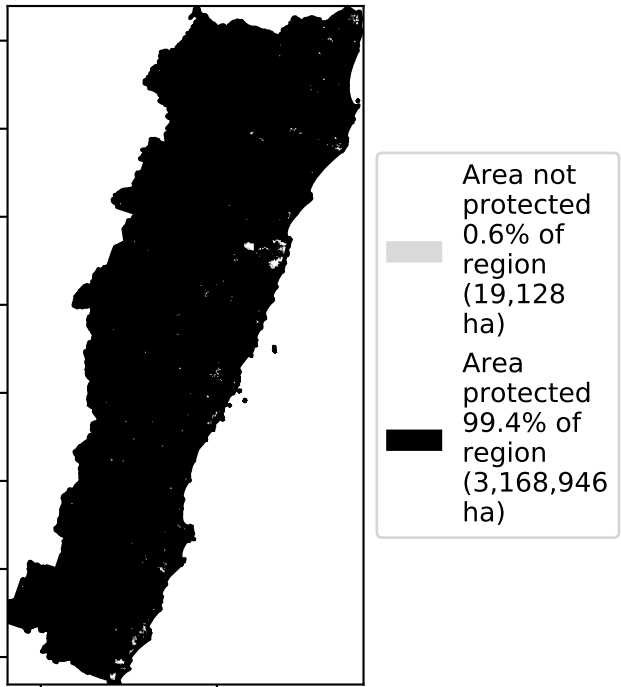 Area not
protected
0.6% of
region
(19,128
ha)
Area
protected
99.4% of
region
(3,168,946
ha)